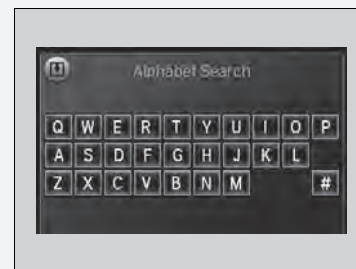 Alphabet Search
Q W E R T Y U I O P
A S D F G H J K L
Z X C V B N M #